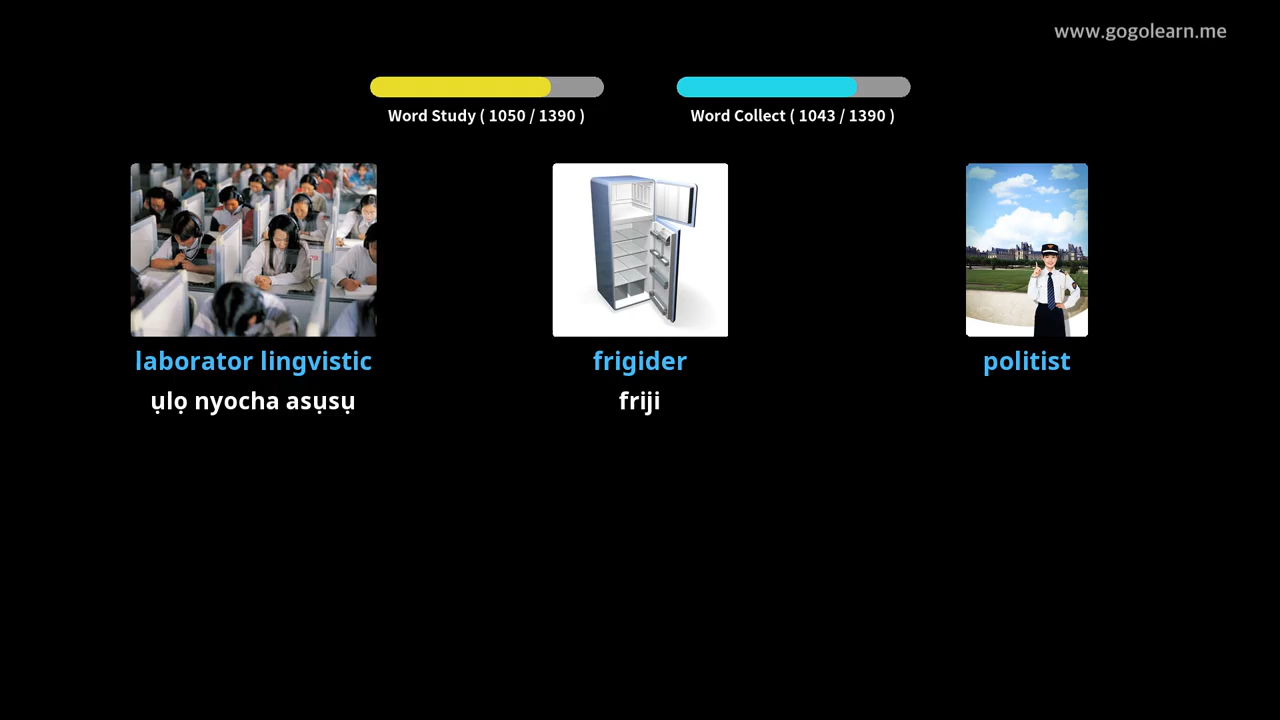 www.gogolearn.me
Word Study ( 1050 / 1390 )
Word Collect ( 1043 / 1390 )
laborator lingvistic
ụlọ nyocha asụsụ
frigider
friji
politist